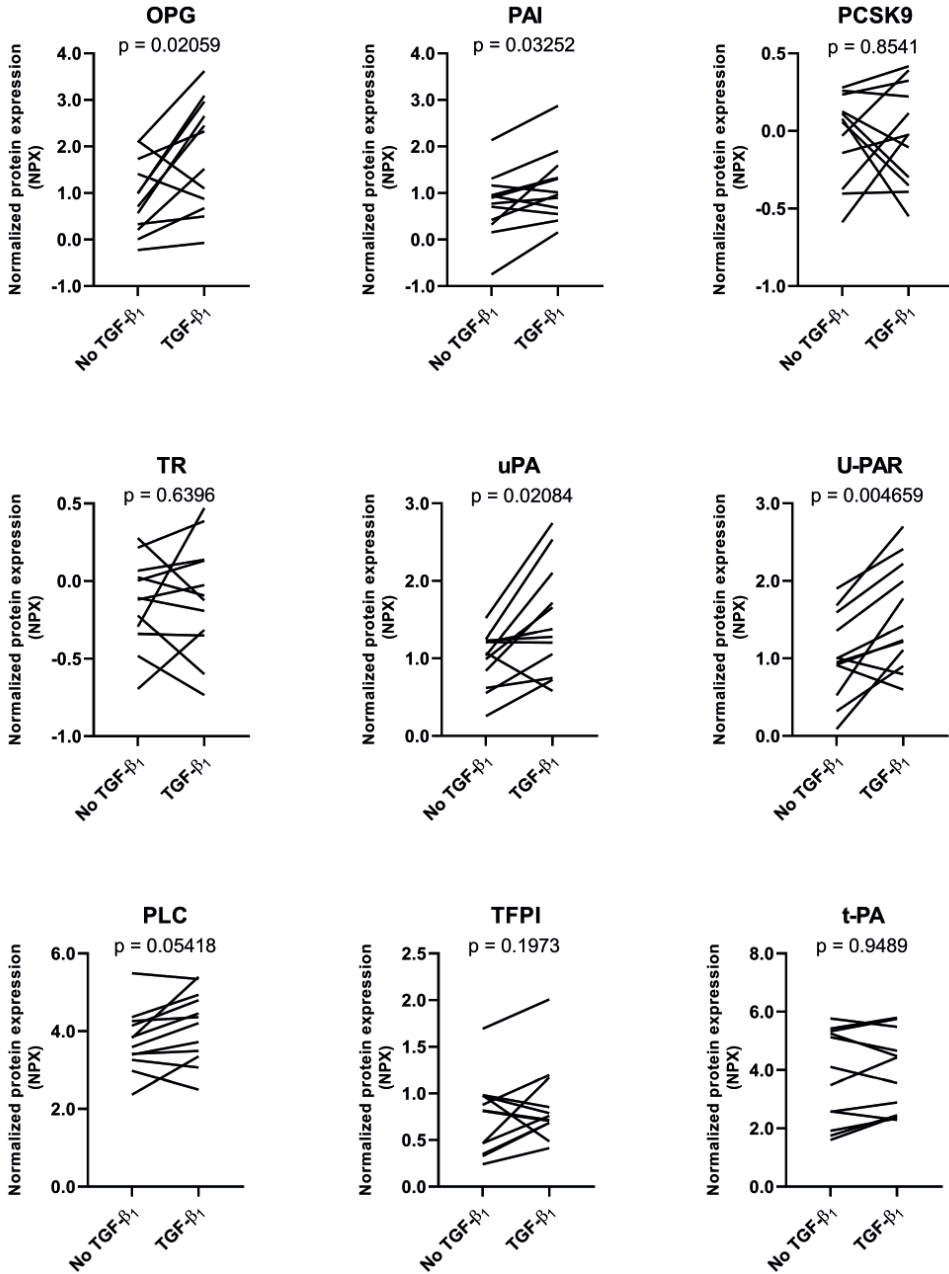 OPG
p = 0.02059
Normalized protein expression
(NPX)
4.0
3.0
2.0
1.0
0.0
-1.0
No TGF-β1
TGF-β1
PAI
p = 0.03252
Normalized protein expression
(NPX)
4.0
3.0
2.0
1.0
0.0
-1.0
No TGF-β1
TGF-β1
PCSK9
p = 0.8541
Normalized protein expression
(NPX)
0.5
0.0
-0.5
-1.0
No TGF-β1
TGF-β1
TR
p = 0.6396
Normalized protein expression
(NPX)
0.5
0.0
-0.5
-1.0
No TGF-β1
TGF-β1
uPA
p = 0.02084
Normalized protein expression
(NPX)
3.0
2.0
1.0
0.0
No TGF-β1
TGF-β1
U-PAR
p = 0.004659
Normalized protein expression
(NPX)
3.0
2.0
1.0
0.0
No TGF-β1
TGF-β1
PLC
p = 0.05418
Normalized protein expression
(NPX)
6.0
4.0
2.0
0.0
No TGF-β1
TGF-β1
TFPI
p = 0.1973
Normalized protein expression
(NPX)
2.5
2.0
1.5
1.0
0.5
0.0
No TGF-β1
TGF-β1
t-PA
p = 0.9489
Normalized protein expression
(NPX)
8.0
6.0
4.0
2.0
0.0
No TGF-β1
TGF-β1